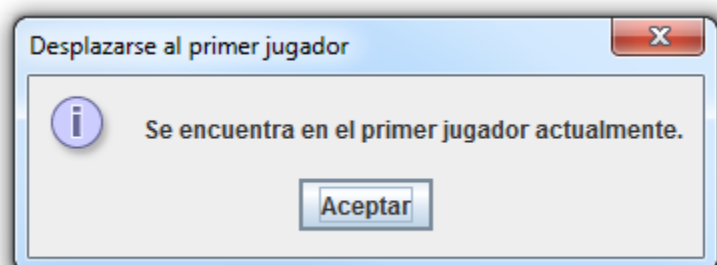 Desplazarse al primer jugador
Se encuentra en el primer jugador actualmente.
Aceptar